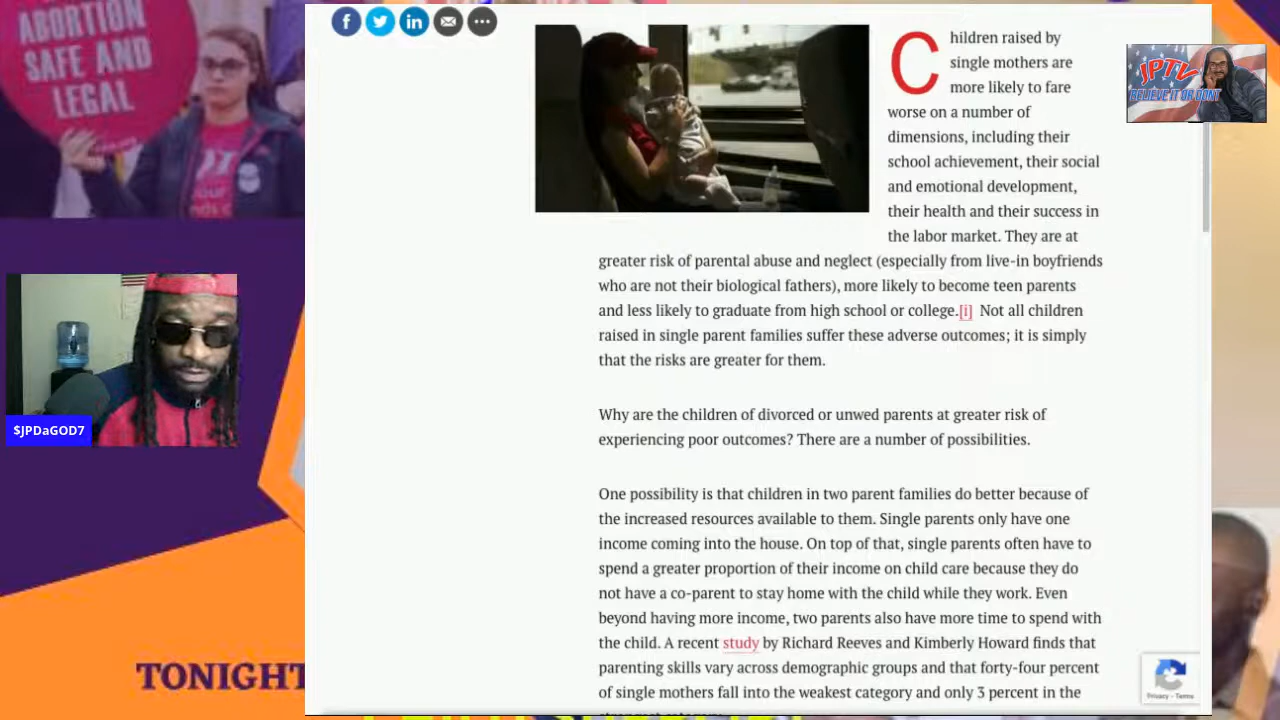 ABORTION
SAFE AND
LEGAL
Children raised by
single mothers are
more likely to fare
worse on a number of
dimensions, including their
school achievement, their social
and emotional development,
their health and their success in
the labor market. They are at
greater risk of parental abuse and neglect (especially from live-in boyfriends
who are not their biological fathers), more likely to become teen parents
and less likely to graduate from high school or college.[i] Not all children
raised in single parent families suffer these adverse outcomes; it is simply
that the risks are greater for them.
Why are the children of divorced or unwed parents at greater risk of
experiencing poor outcomes? There are a number of possibilities.
One possibility is that children in two parent families do better because of
the increased resources available to them. Single parents only have one
income coming into the house. On top of that, single parents often have to
spend a greater proportion of their income on child care because they do
not have a co-parent to stay home with the child while they work. Even
beyond having more income, two parents also have more time to spend with
the child. A recent study by Richard Reeves and Kimberly Howard finds that
parenting skills vary across demographic groups and that forty-four percent
of single mothers fall into the weakest category and only 3 percent in the
JPTV
BELIEVE IT OR DONT
$JPDaGOD7
TONIGHT
Privacy - Terms